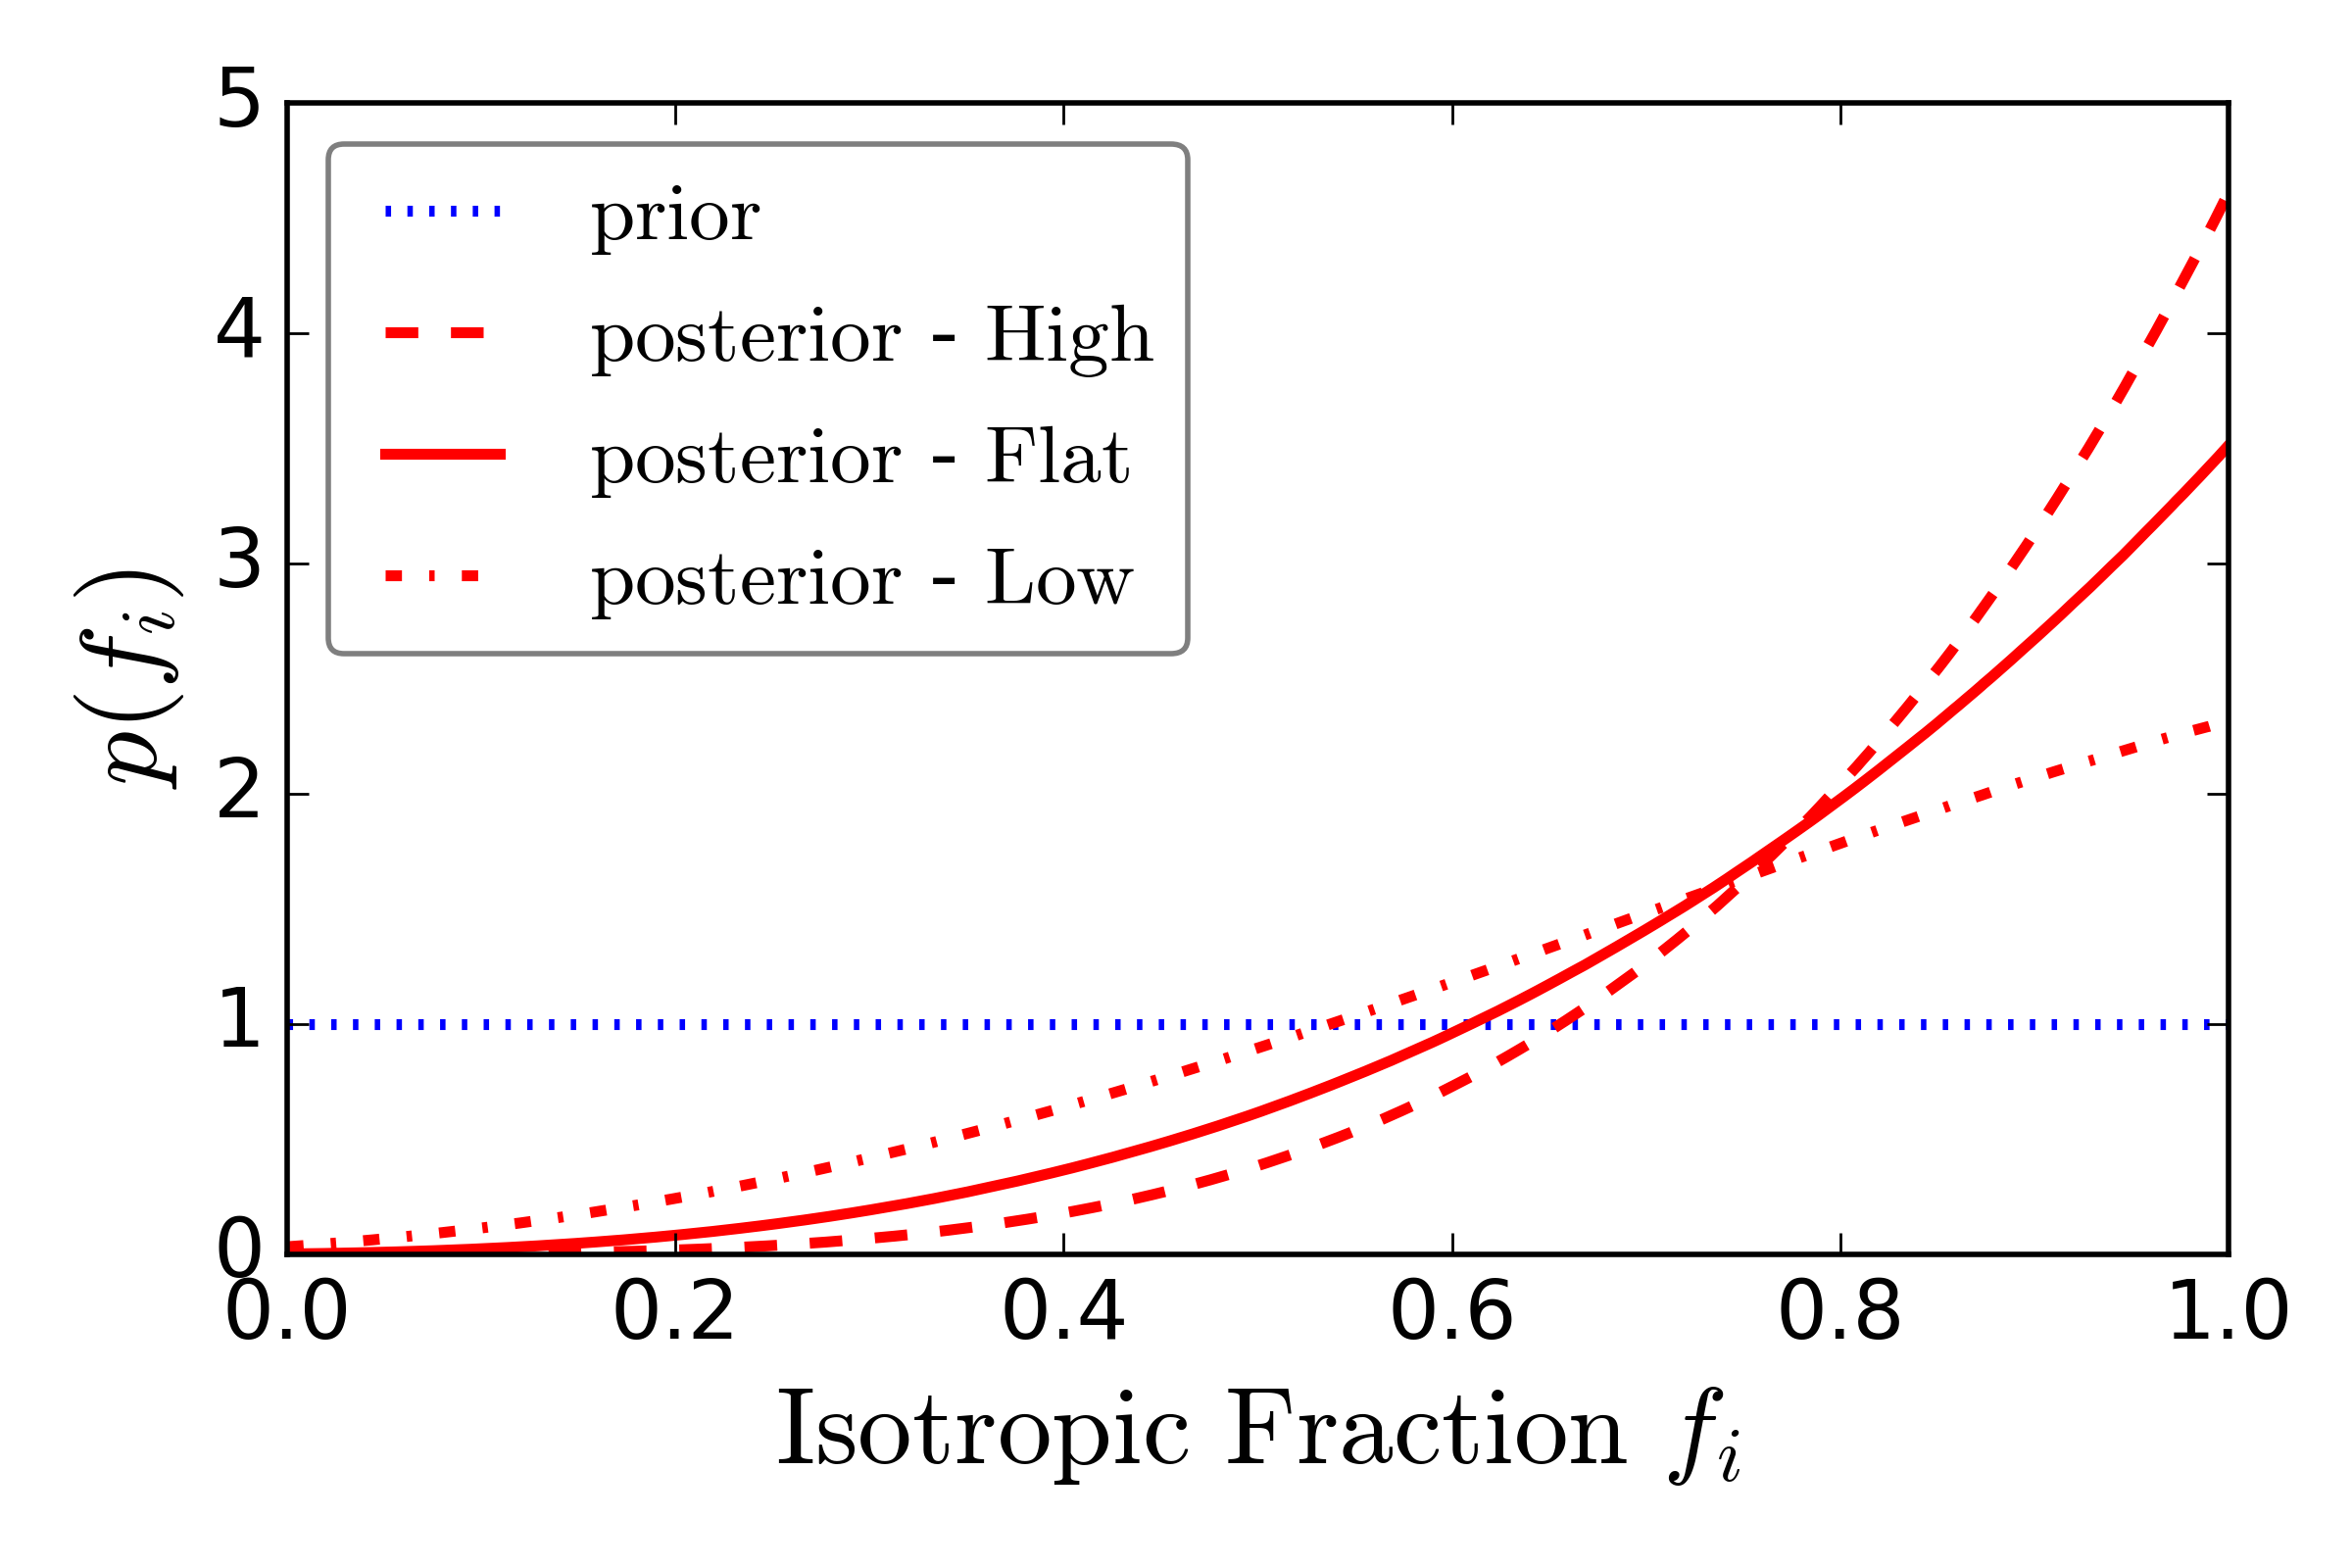 5
4
3
2
1
0
prior
posterior - High
posterior - Flat
posterior - Low
p(f_i)
0.0 0.2 0.4 0.6 0.8 1.0
Isotropic Fraction f_i